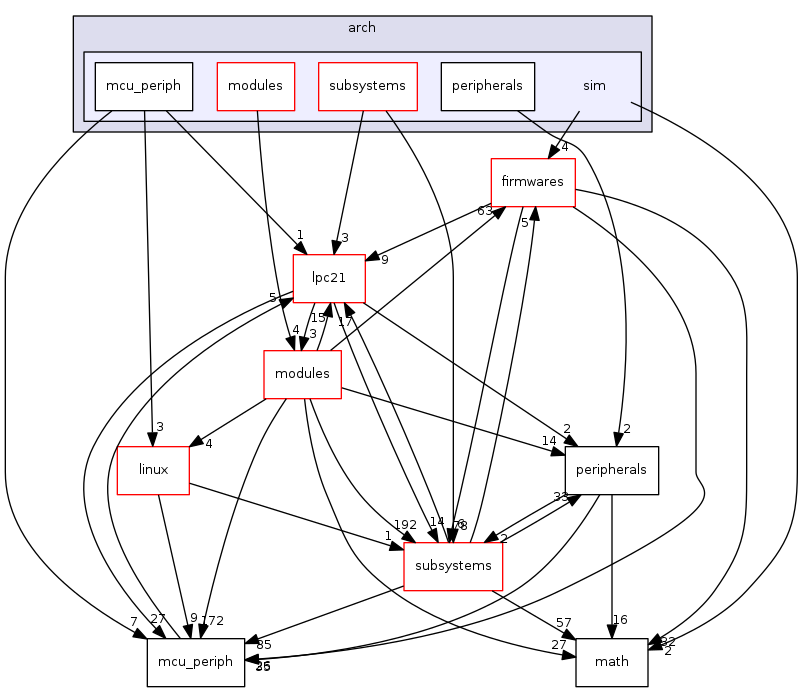 arch
mcu_periph
modules
subsystems
peripherals
sim
4
firmwares
63
5
1
3
9
lpc21
5
15
17
4
3
modules
3
4
2
2
14
linux
peripherals
33
192
14
6
78
1
2
subsystems
7
27
9
172
16
57
85
27
32
2
mcu_periph
math